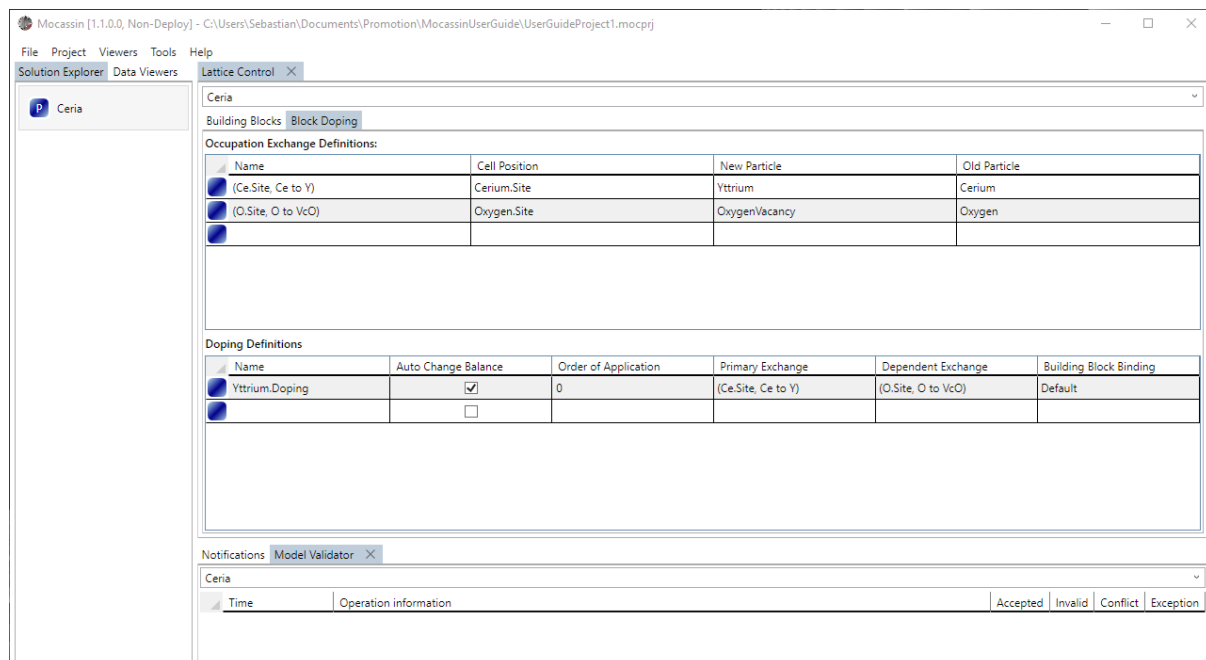 Mocassin [1.1.0.0, Non-Deploy] - C:\Users\Sebastian\Documents\Promotion\MocassinUserGuide\UserGuideProject1.mocprj
File Project Viewers Tools Help
Solution Explorer Data Viewers Lattice Control
P Ceria
Ceria
Building Blocks Block Doping
Occupation Exchange Definitions:
Name Cell Position New Particle Old Particle
(Ce.Site, Ce to Y) Cerium.Site Yttrium Cerium
(O.Site, O to VcO) Oxygen.Site OxygenVacancy Oxygen
Doping Definitions
Name Auto Change Balance Order of Application Primary Exchange Dependent Exchange Building Block Binding
Yttrium.Doping 0 (Ce.Site, Ce to Y) (O.Site, O to VcO) Default
Notifications Model Validator
Ceria
Time Operation information Accepted Invalid Conflict Exception